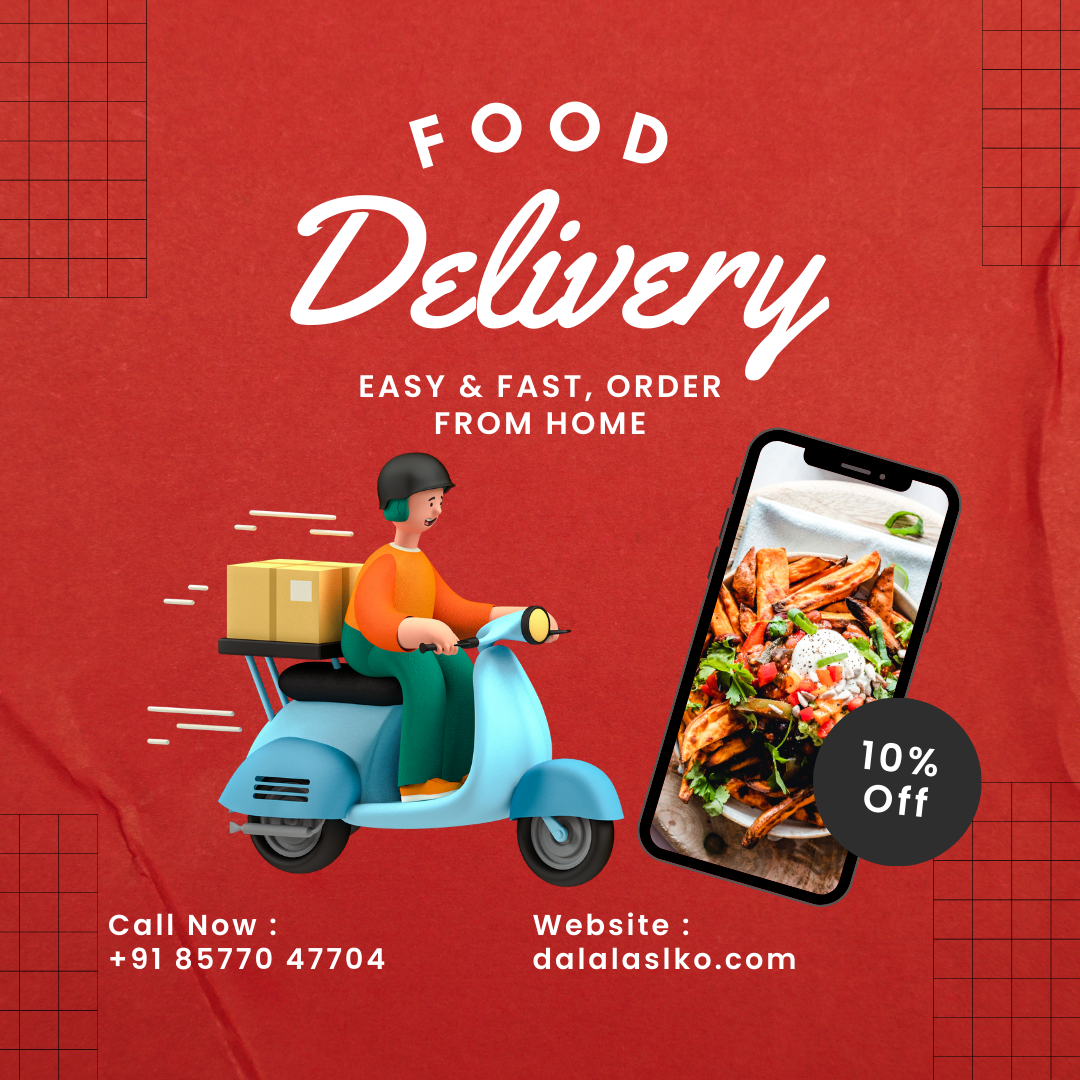 FOOD
Delivery
EASY & FAST, ORDER
FROM HOME
10%
Off
Call Now :
+91 85770 47704
Website :
dalalaslko.com